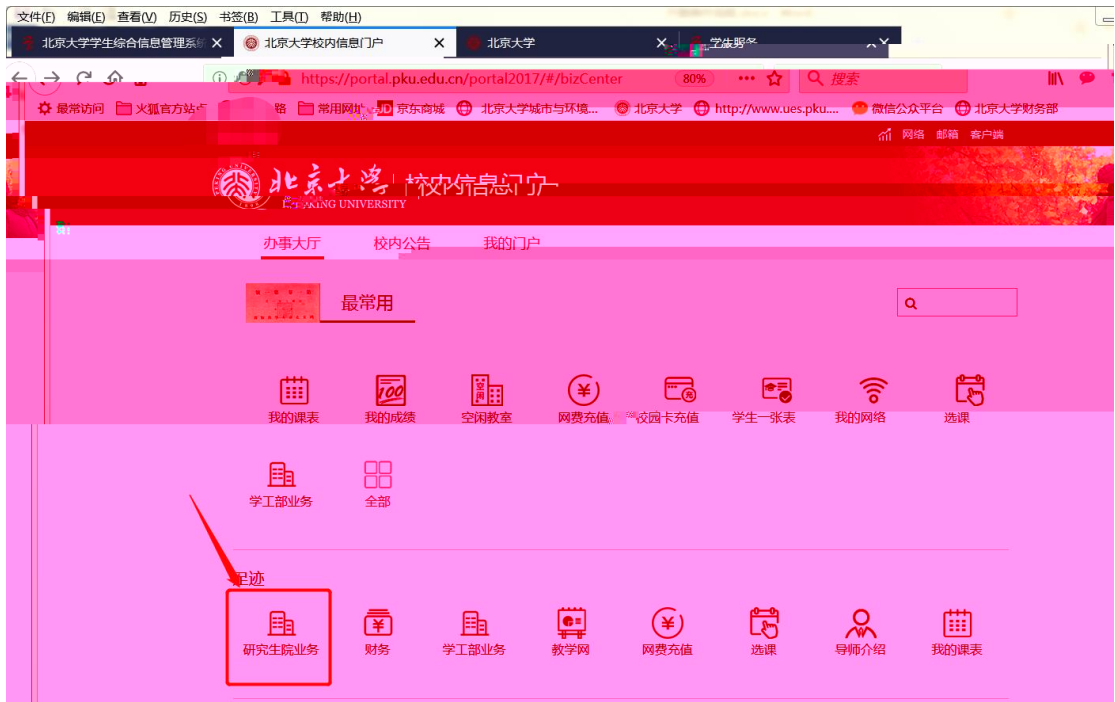 文件(F) 编辑(E) 查看(V) 历史(S) 书签(B) 工具(T) 帮助(H)
北京大学学生综合信息管理系统 北京大学校内信息门户 北京大学
https://portal.pku.edu.cn/portal2017/#/bizCenter 80% 搜索
最常访问 火狐官方站点 常用网址 JD 京东商城 北京大学城市与环境... 北京大学 http://www.ues.pku.... 微信公众平台 北京大学财务部
网络 邮箱 客户端
北京大学 校内信息门户
PEKING UNIVERSITY
办事大厅 校内公告 我的门户
最常用
100 空闲
我的课表 我的成绩 空闲教室 网费充值 校园卡充值 学生一张表 我的网络 选课
学工部业务 全部
足迹
研究生院业务 财务 学工部业务 教学网 网费充值 选课 导师介绍 我的课表